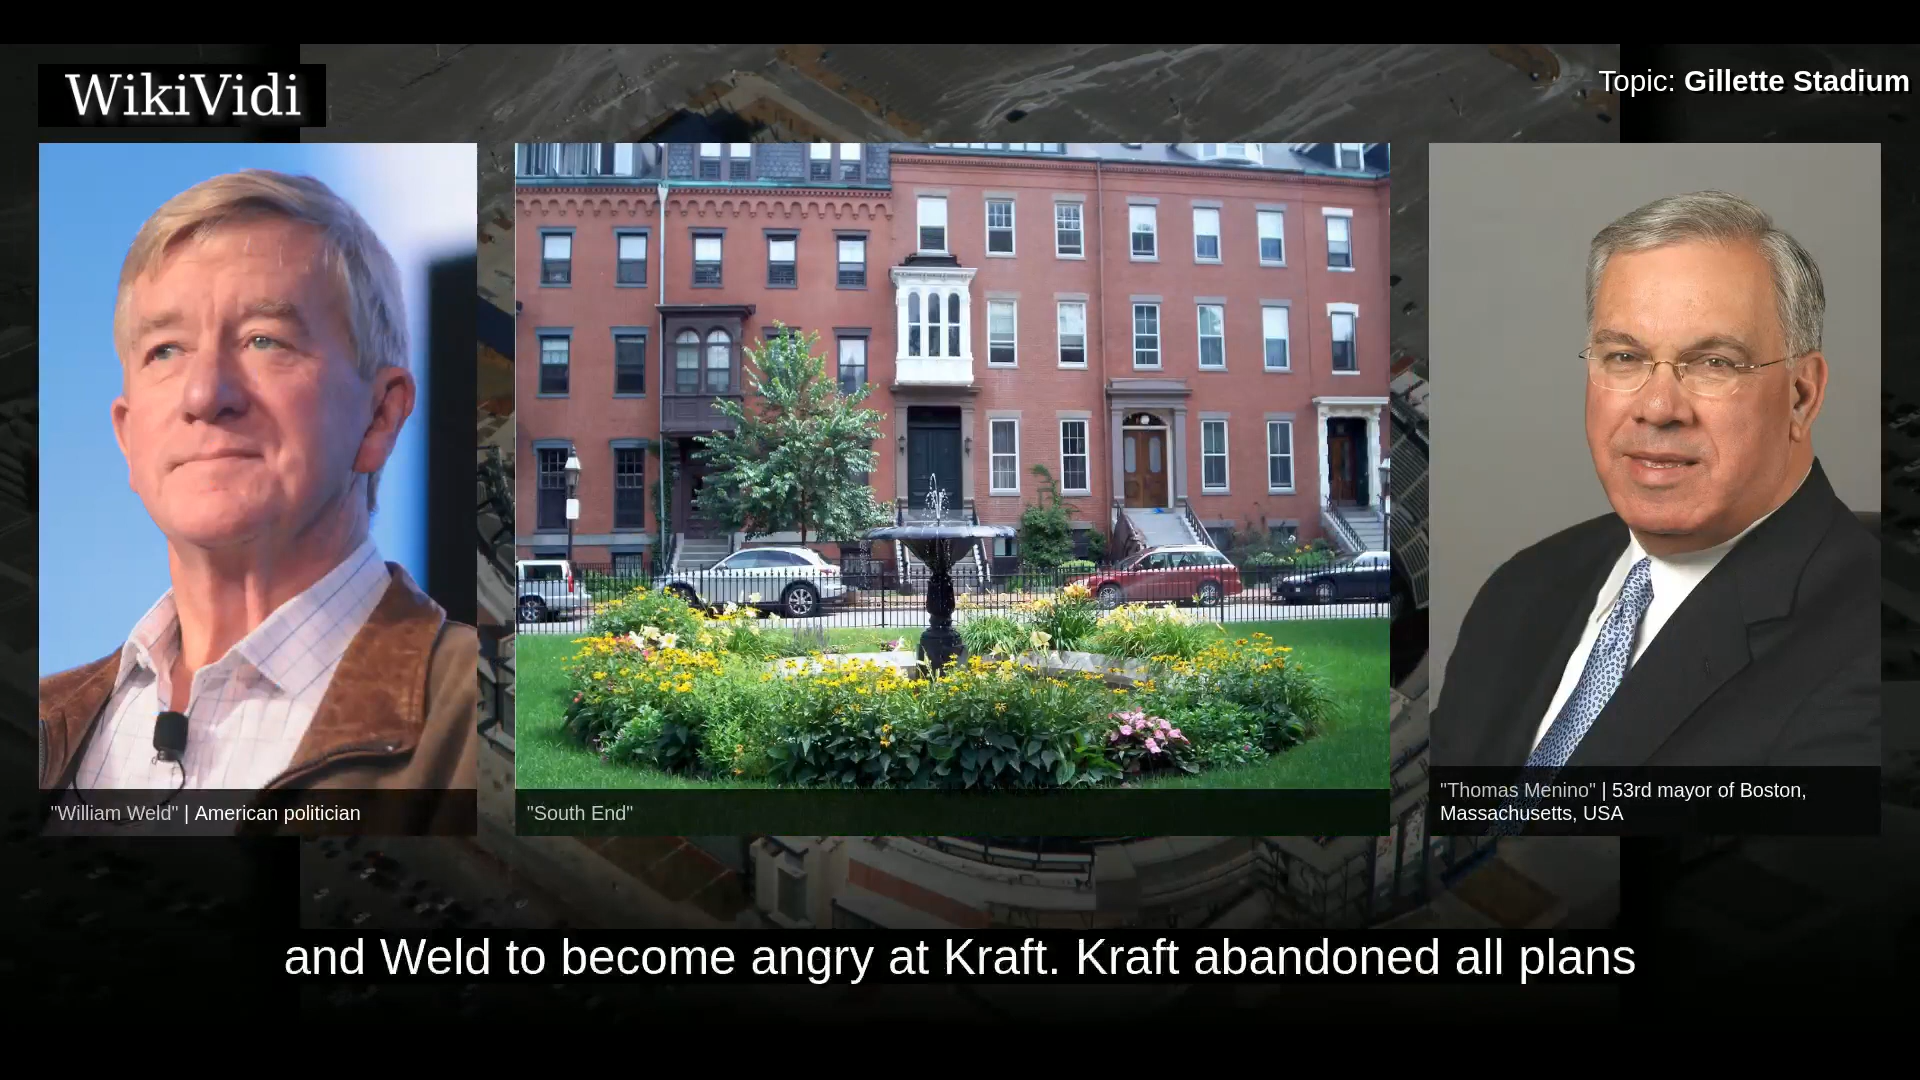 WikiVidi
Topic: Gillette Stadium
"William Weld" | American politician
"South End"
"Thomas Menino" | 53rd mayor of Boston,
Massachusetts, USA
and Weld to become angry at Kraft. Kraft abandoned all plans